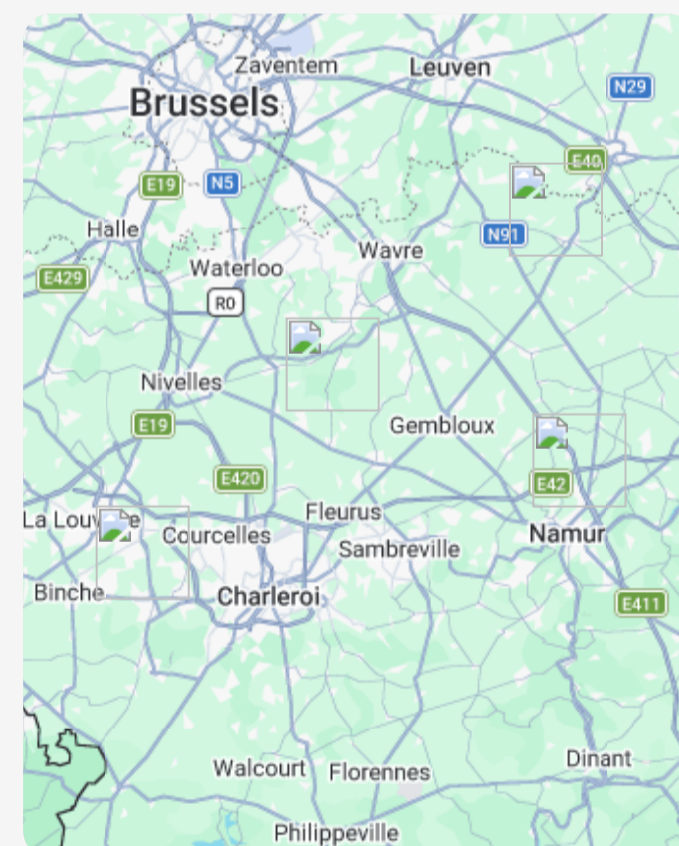 Zaventem
Leuven
Brussels
N29
E40
E19
N5
Halle
N91
Wavre
Waterloo
E429
R0
Nivelles
E19
Gembloux
E420
E42
Fleurus
La Lou
e
Courcelles
Namur
Sambreville
Binche
Charleroi
E411
Dinant
Walcourt
Florennes
Philippeville